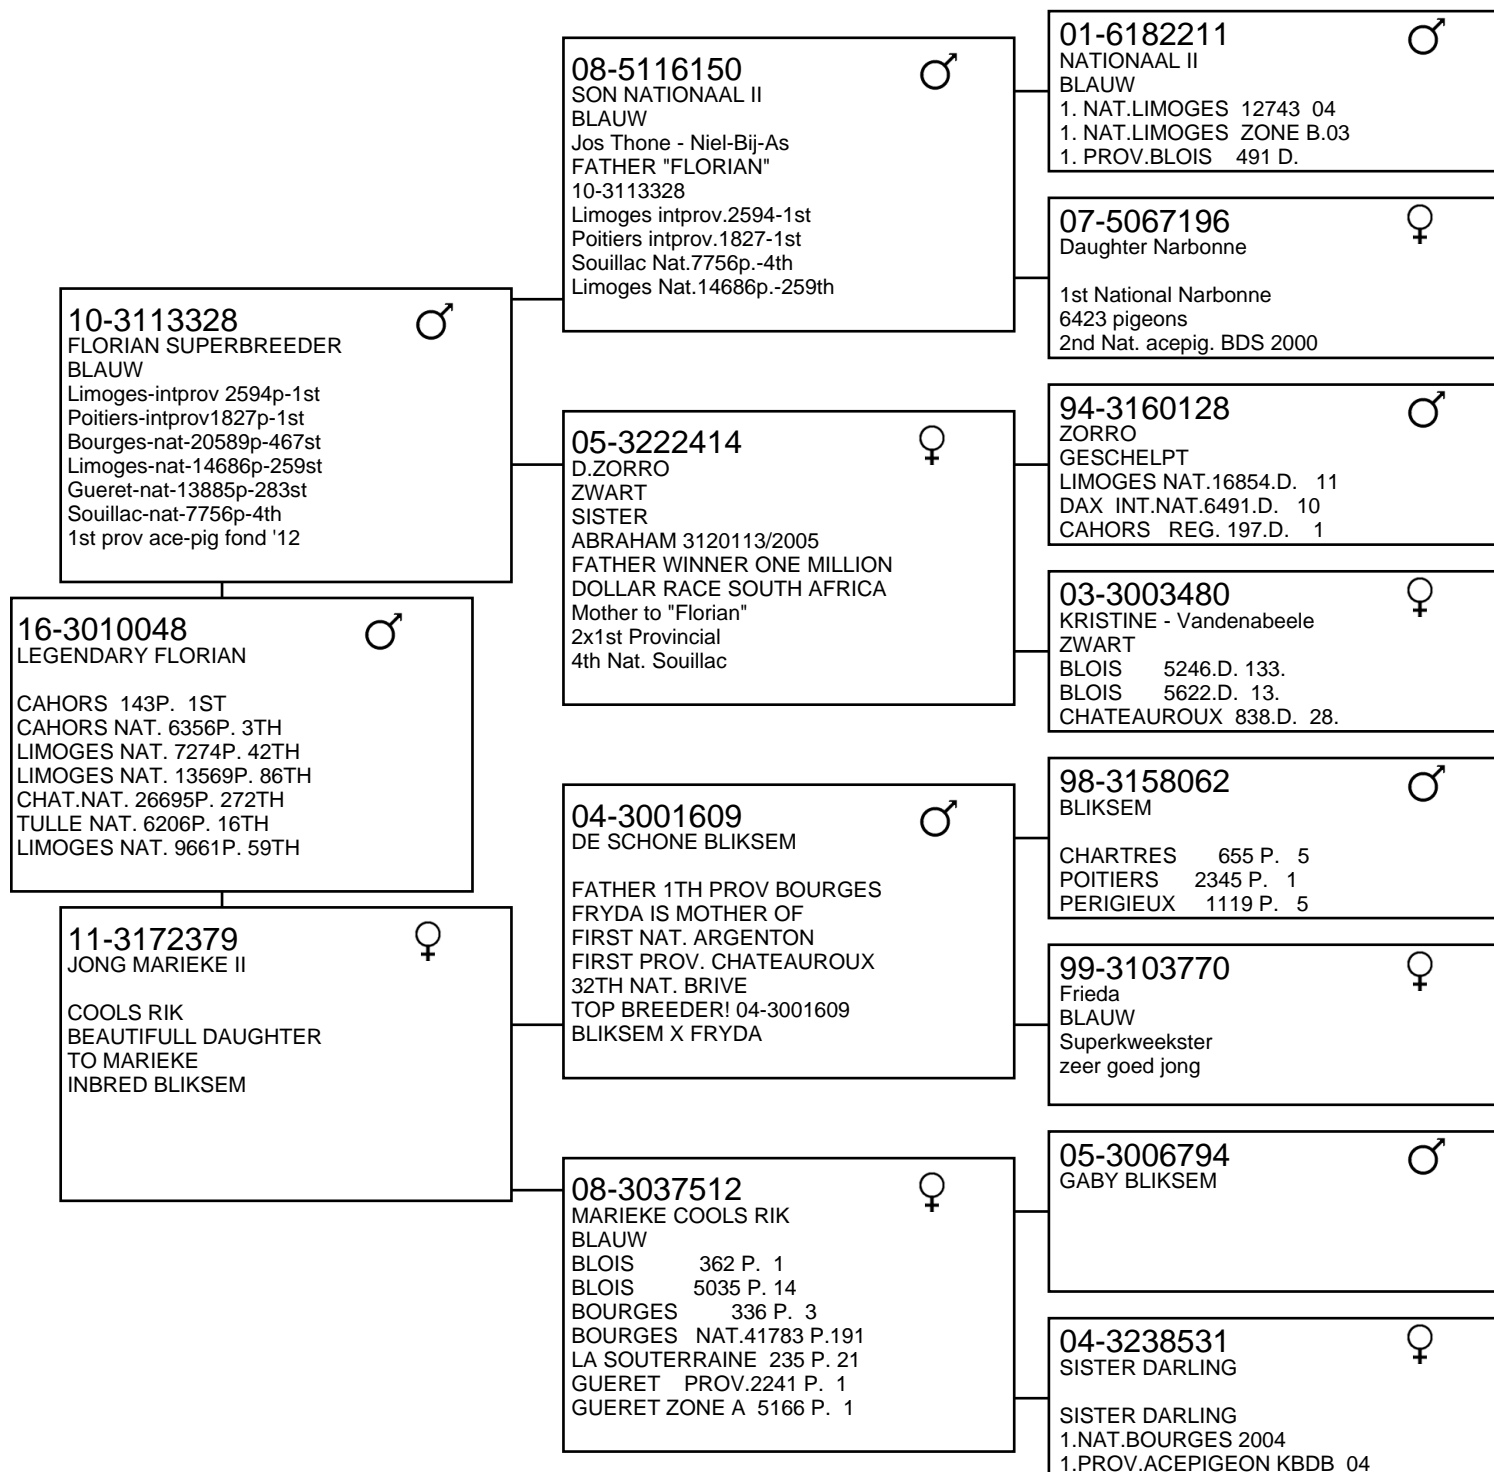 16-3010048
LEGENDARY FLORIAN
CAHORS 143P. 1ST
CAHORS NAT. 6356P. 3TH
LIMOGES NAT. 7274P. 42TH
LIMOGES NAT. 13569P. 86TH
CHAT.NAT. 26695P. 272TH
TULLE NAT. 6206P. 16TH
LIMOGES NAT. 9661P. 59TH
10-3113328
FLORIAN SUPERBREEDER
BLAUW
Limoges-intprov 2594p-1st
Poitiers-intprov1827p-1st
Bourges-nat-20589p-467st
Limoges-nat-14686p-259st
Gueret-nat-13885p-283st
Souillac-nat-7756p-4th
1st prov ace-pig fond '12
11-3172379
JONG MARIEKE II
COOLS RIK
BEAUTIFULL DAUGHTER
TO MARIEKE
INBRED BLIKSEM
08-5116150
SON NATIONAAL II
BLAUW
Jos Thone - Niel-Bij-As
FATHER "FLORIAN"
10-3113328
Limoges intprov.2594-1st
Poitiers intprov.1827-1st
Souillac Nat.7756p.-4th
Limoges Nat.14686p.-259th
05-3222414
D.ZORRO
ZWART
SISTER
ABRAHAM 3120113/2005
FATHER WINNER ONE MILLION
DOLLAR RACE SOUTH AFRICA
Mother to "Florian"
2x1st Provincial
4th Nat. Souillac
04-3001609
DE SCHONE BLIKSEM
FATHER 1TH PROV BOURGES
FRYDA IS MOTHER OF
FIRST NAT. ARGENTON
FIRST PROV. CHATEAUROUX
32TH NAT. BRIVE
TOP BREEDER! 04-3001609
BLIKSEM X FRYDA
08-3037512
MARIEKE COOLS RIK
BLAUW
BLOIS 362 P. 1
BLOIS 5035 P. 14
BOURGES 336 P. 3
BOURGES NAT.41783 P.191
LA SOUTERRAINE 235 P. 21
GUERET PROV.2241 P. 1
GUERET ZONE A 5166 P. 1
01-6182211
NATIONAAL II
BLAUW
1. NAT.LIMOGES 12743 04
1. NAT.LIMOGES ZONE B.03
1. PROV.BLOIS 491 D.
07-5067196
Daughter Narbonne
1st National Narbonne
6423 pigeons
2nd Nat. acepig. BDS 2000
94-3160128
ZORRO
GESCHELPT
LIMOGES NAT.16854.D. 11
DAX INT.NAT.6491.D. 10
CAHORS REG. 197.D. 1
03-3003480
KRISTINE - Vandenabeele
ZWART
BLOIS 5246.D. 133.
BLOIS 5622.D. 13.
CHATEAUROUX 838.D. 28.
98-3158062
BLIKSEM
CHARTRES 655 P. 5
POITIERS 2345 P. 1
PERIGIEUX 1119 P. 5
99-3103770
Frieda
BLAUW
Superkweekster
zeer goed jong
05-3006794
GABY BLIKSEM
04-3238531
SISTER DARLING
SISTER DARLING
1.NAT.BOURGES 2004
1.PROV.ACEPIGEON KBDB 04